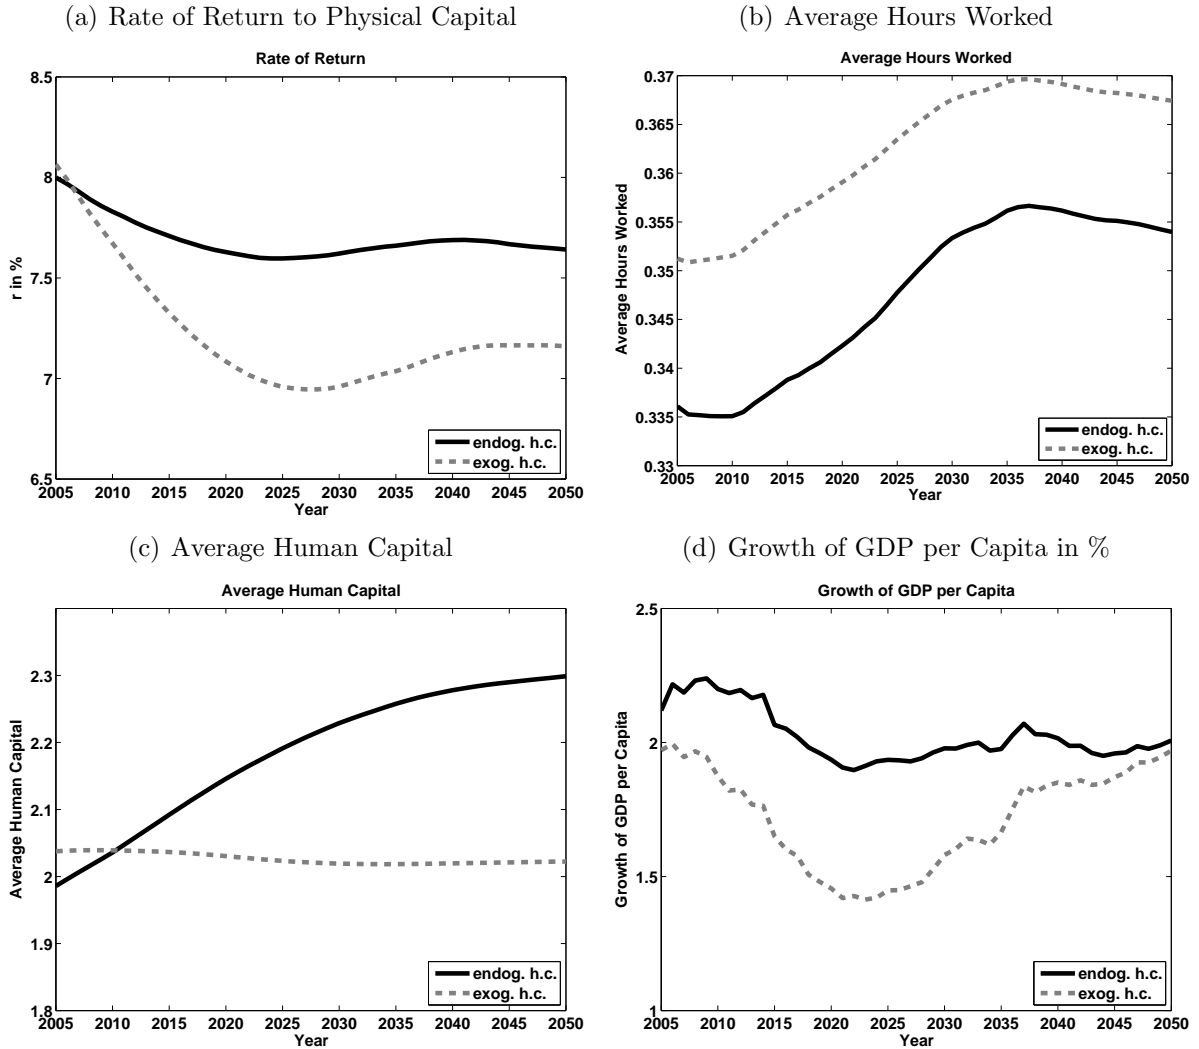 (a) Rate of Return to Physical Capital
Rate of Return
8.5
8
7.5
7
6.5
r in %
2005 2010 2015 2020 2025 2030 2035 2040 2045 2050
Year
endog. h.c.
exog. h.c.
(b) Average Hours Worked
Average Hours Worked
0.37
0.365
0.36
0.355
0.35
0.345
0.34
0.335
0.33
Average Hours Worked
2005 2010 2015 2020 2025 2030 2035 2040 2045 2050
Year
endog. h.c.
exog. h.c.
(c) Average Human Capital
Average Human Capital
2.3
2.2
2.1
2
1.9
1.8
Average Human Capital
2005 2010 2015 2020 2025 2030 2035 2040 2045 2050
Year
endog. h.c.
exog. h.c.
(d) Growth of GDP per Capita in %
Growth of GDP per Capita
2.5
2
1.5
1
Growth of GDP per Capita
2005 2010 2015 2020 2025 2030 2035 2040 2045 2050
Year
endog. h.c.
exog. h.c.